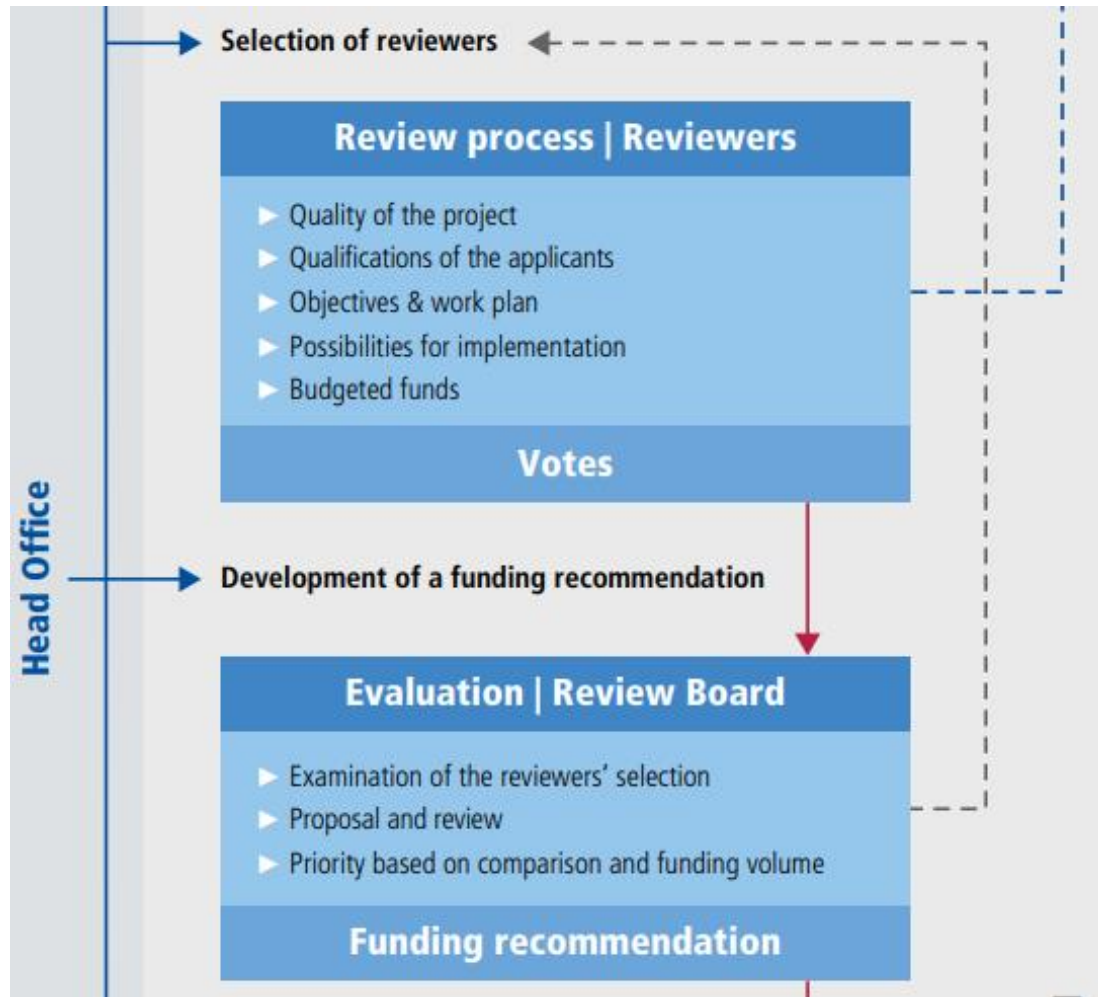 Selection of reviewers
Review process | Reviewers
Quality of the project
Qualifications of the applicants
Objectives & work plan
Possibilities for implementation
Budgeted funds
Votes
Head Office
Development of a funding recommendation
Evaluation | Review Board
Examination of the reviewers’ selection
Proposal and review
Priority based on comparison and funding volume
Funding recommendation